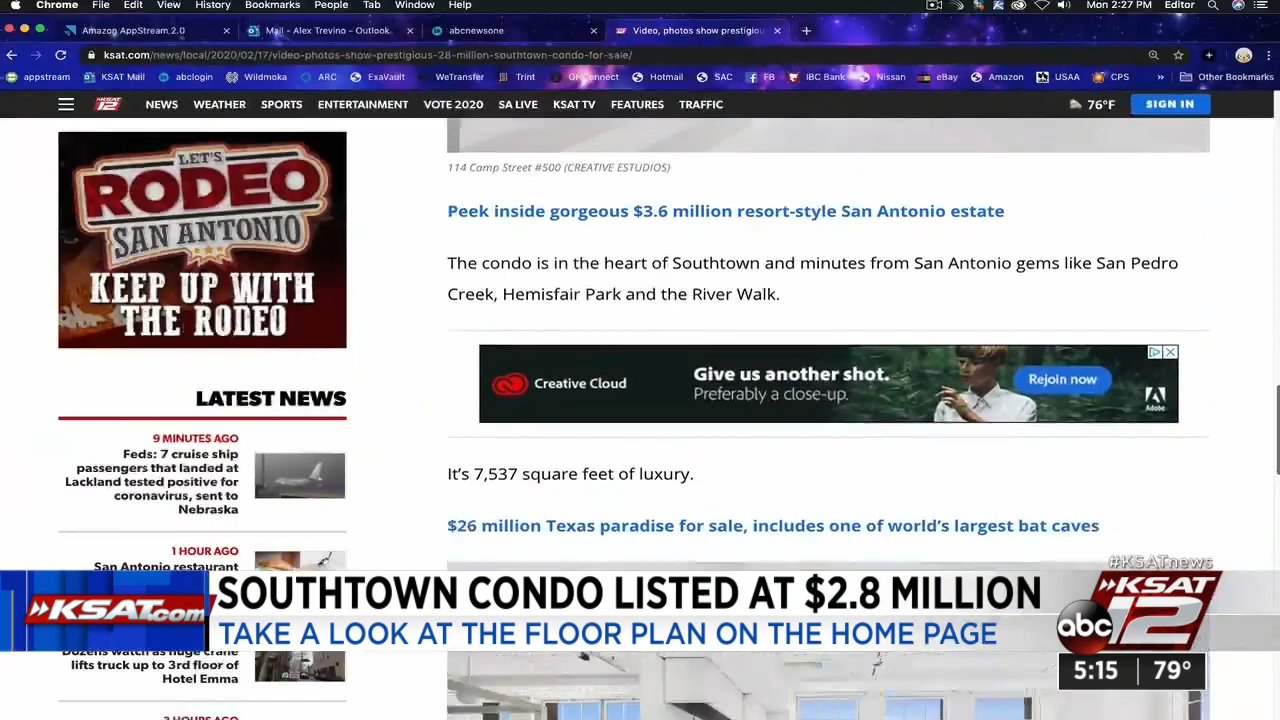 Chrome File Edit View History Bookmarks People Tab Window Help
Mon 2:27 PM Editor
Amazon AppStream 2.0
Mail - Alex Trevino - Outlook
abcnewsone
Video, photos show prestigiou
ksat.com/news/local/2020/02/17/video-photos-show-prestigious-28-million-southtown-condo-for-sale/
appstream KSAT Mail abclogin Wildmoka ARC ExaVault WeTransfer Trint GHConnect Hotmail SAC FB IBC Bank Nissan eBay Amazon USAA CPS » Other Bookmarks
KSAT 12 NEWS WEATHER SPORTS ENTERTAINMENT VOTE 2020 SA LIVE KSAT TV FEATURES TRAFFIC 76°F SIGN IN
LET'S
RODEO
SAN ANTONIO
KEEP UP WITH
THE RODEO
LATEST NEWS
9 MINUTES AGO
Feds: 7 cruise ship
passengers that landed at
Lackland tested positive for
coronavirus, sent to
Nebraska
1 HOUR AGO
San Antonio restaurant
Dozens watch as huge crane
lifts truck up to 3rd floor of
Hotel Emma
HOURS AGO
114 Camp Street #500 (CREATIVE ESTUDIOS)
Peek inside gorgeous $3.6 million resort-style San Antonio estate
The condo is in the heart of Southtown and minutes from San Antonio gems like San Pedro
Creek, Hemisfair Park and the River Walk.
Creative Cloud
Give us another shot.
Preferably a close-up.
Rejoin now
Adobe
It's 7,537 square feet of luxury.
$26 million Texas paradise for sale, includes one of world's largest bat caves
#KSATnews
KSAT.com
SOUTHTOWN CONDO LISTED AT $2.8 MILLION
TAKE A LOOK AT THE FLOOR PLAN ON THE HOME PAGE
KSAT
abc 12
5:15 79°